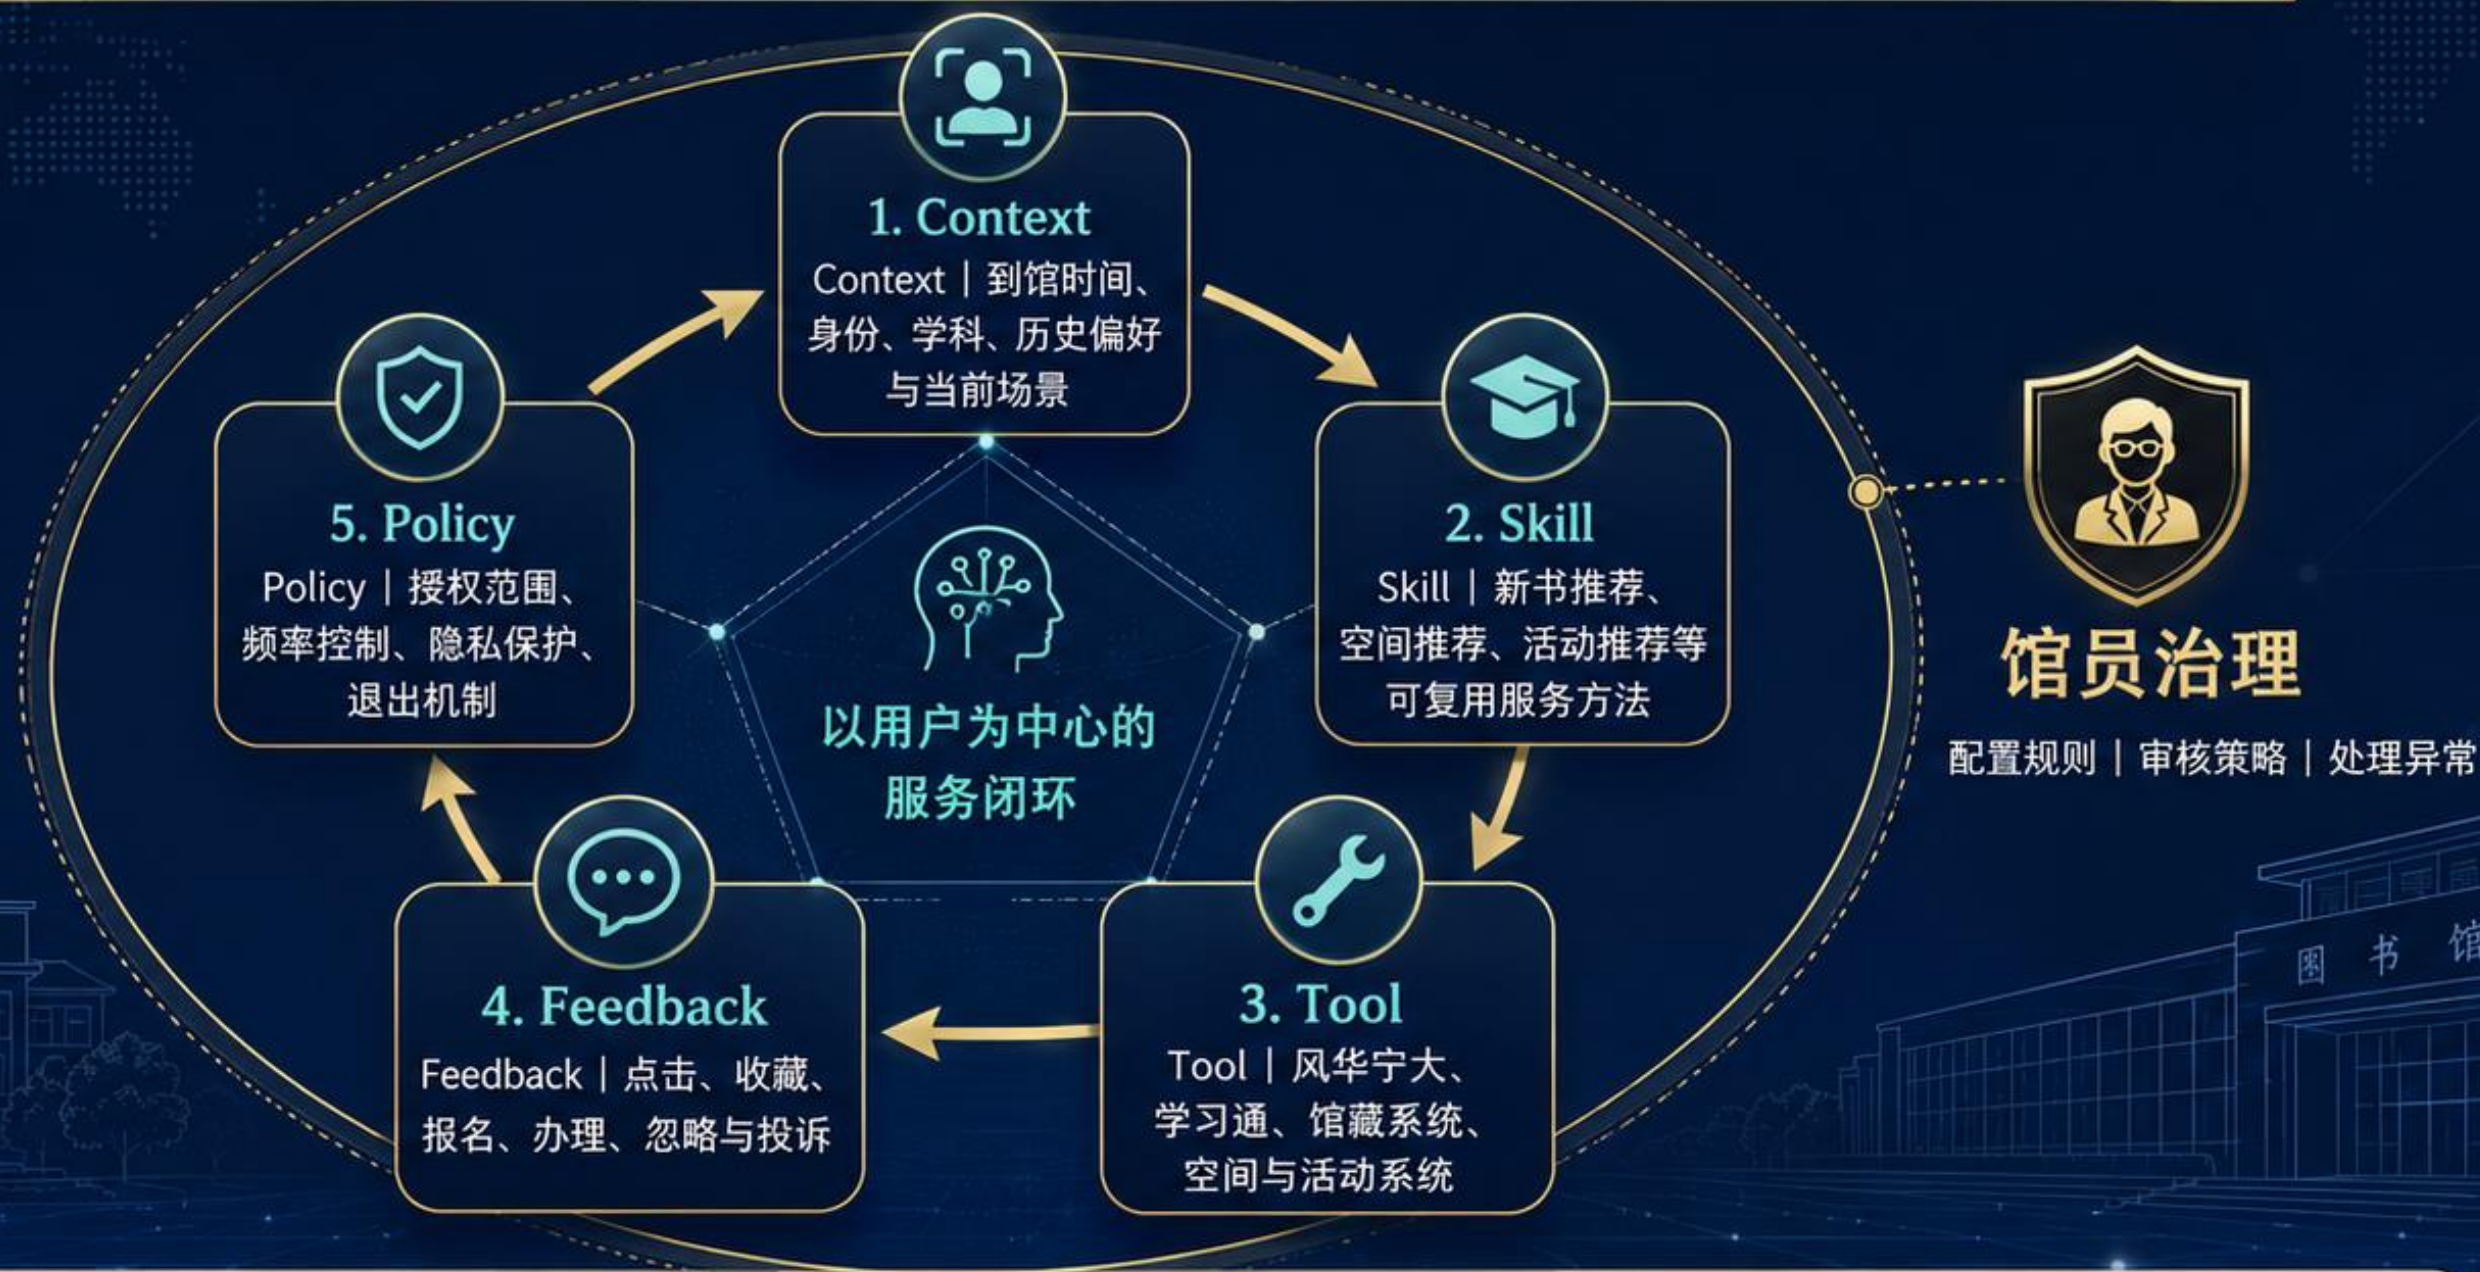 1. Context
Context | 到馆时间、
身份、学科、历史偏好
与当前场景
2. Skill
Skill | 新书推荐、
空间推荐、活动推荐等
可复用服务方法
3. Tool
Tool | 风华宁大、
学习通、馆藏系统、
空间与活动系统
4. Feedback
Feedback | 点击、收藏、
报名、办理、忽略与投诉
5. Policy
Policy | 授权范围、
频率控制、隐私保护、
退出机制
以用户为中心的
服务闭环
馆员治理
配置规则 | 审核策略 | 处理异常
图书馆